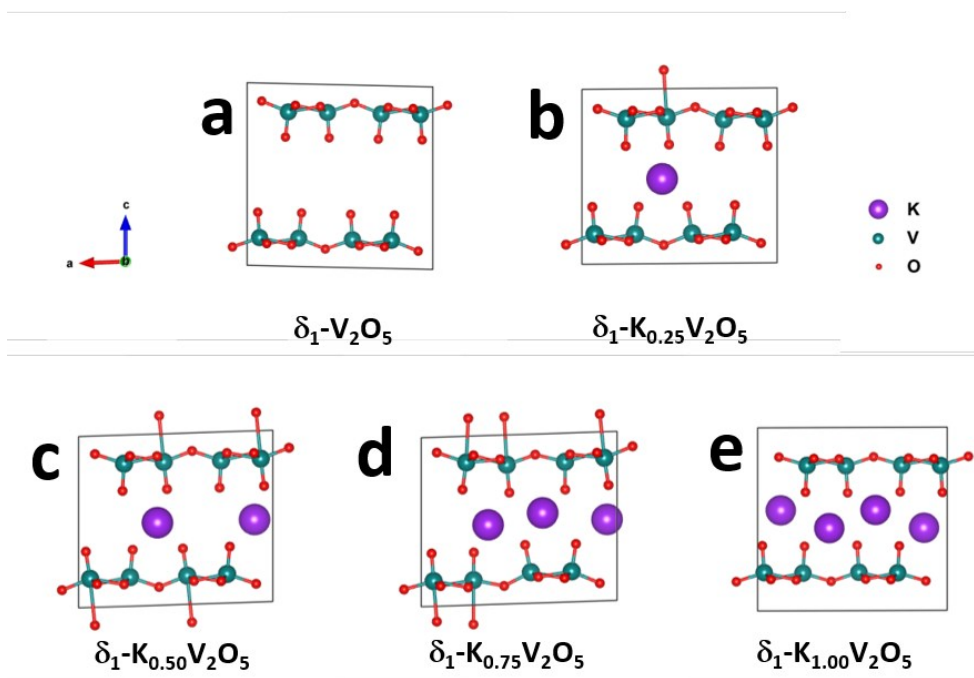 a
b
c
a
b
K
V
O
δ₁-V₂O₅
δ₁-K₀.₂₅V₂O₅
c
d
e
δ₁-K₀.₅₀V₂O₅
δ₁-K₀.₇₅V₂O₅
δ₁-K₁.₀₀V₂O₅